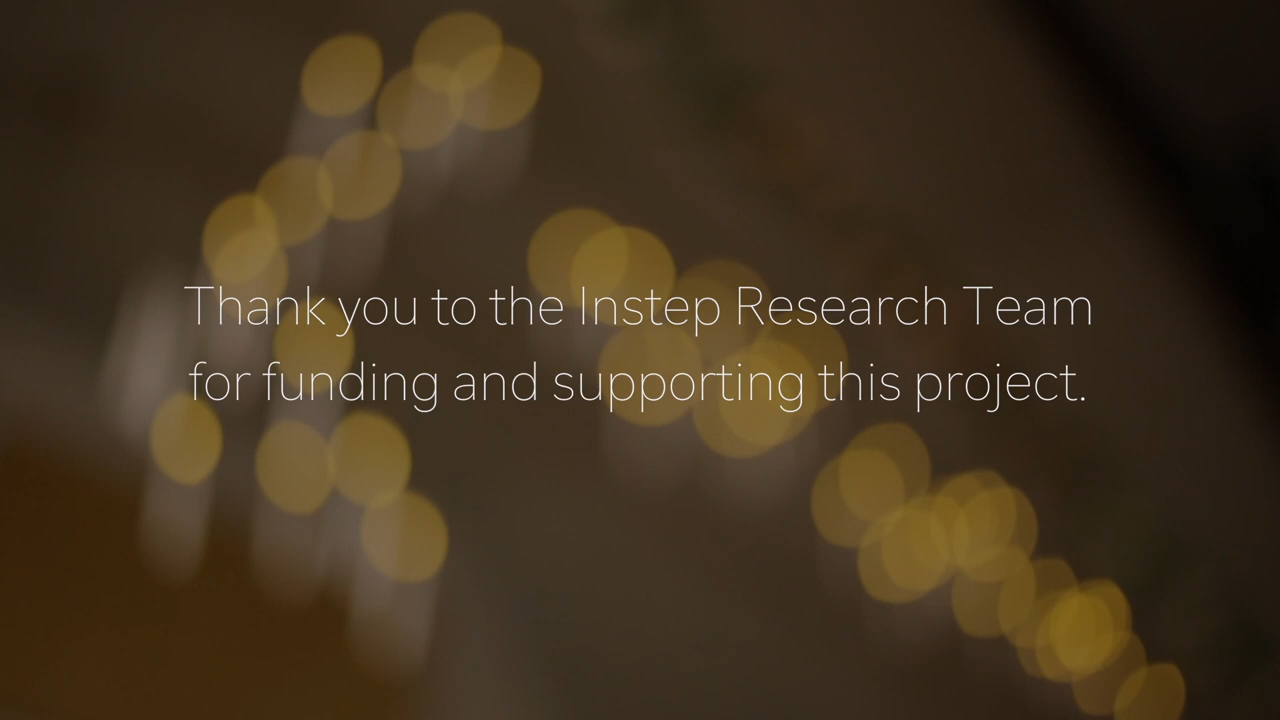 Thank you to the Instep Research Team
for funding and supporting this project.